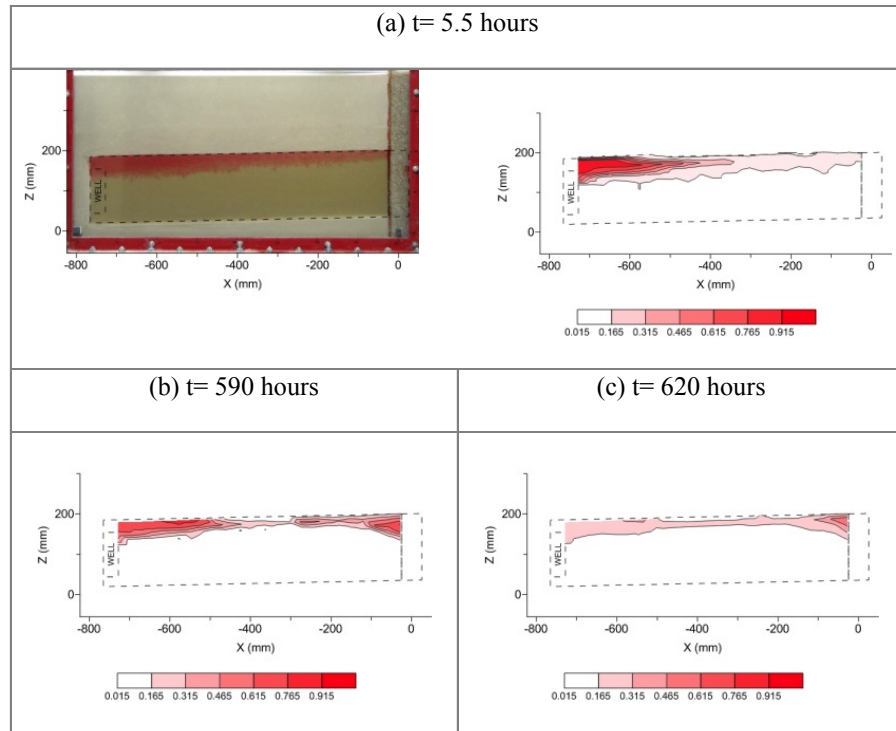 (a) t= 5.5 hours
200
0
Z (mm)
WELL
-800 -600 -400 -200 0
X (mm)
200
0
Z (mm)
WELL
-800 -600 -400 -200 0
X (mm)
0.015 0.165 0.315 0.465 0.615 0.765 0.915
(b) t= 590 hours
(c) t= 620 hours
200
0
Z (mm)
WELL
-800 -600 -400 -200 0
X (mm)
0.015 0.165 0.315 0.465 0.615 0.765 0.915
200
0
Z (mm)
WELL
-800 -600 -400 -200 0
X (mm)
0.015 0.165 0.315 0.465 0.615 0.765 0.915